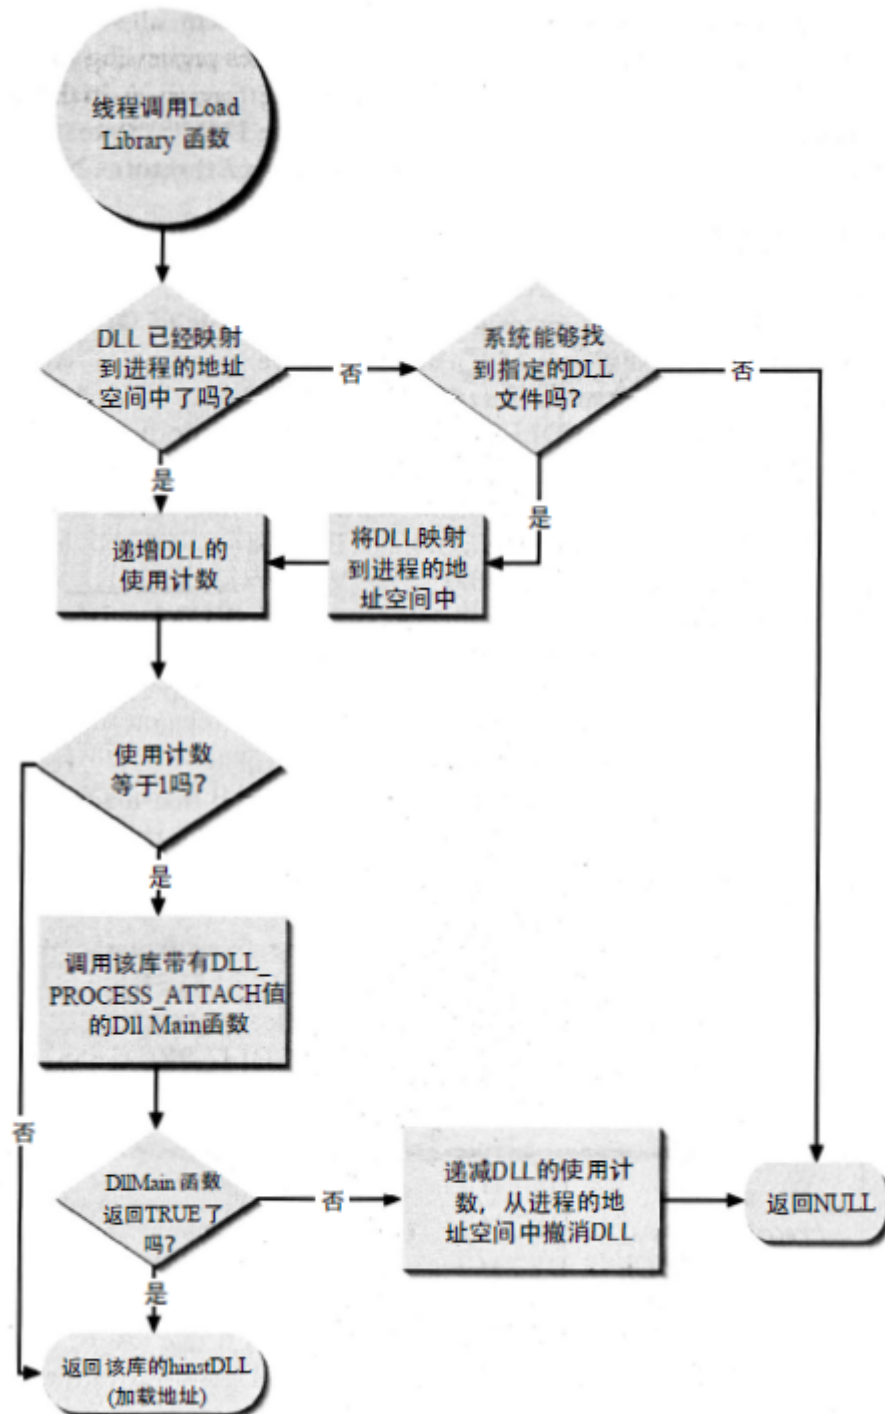 线程调用Load
Library 函数
DLL 已经映射
到进程的地址
空间中了吗?
否
系统能够找
到指定的DLL
文件吗?
否
是
是
递增DLL的
使用计数
将DLL映射
到进程的地
址空间中
使用计数
等于1吗?
是
调用该库带有DLL_
PROCESS_ATTACH值
的Dll Main函数
否
DllMain 函数
返回TRUE了
吗?
否
递减DLL的使用计
数，从进程的地
址空间中撤消DLL
返回NULL
是
返回该库的hinstDLL
(加载地址)